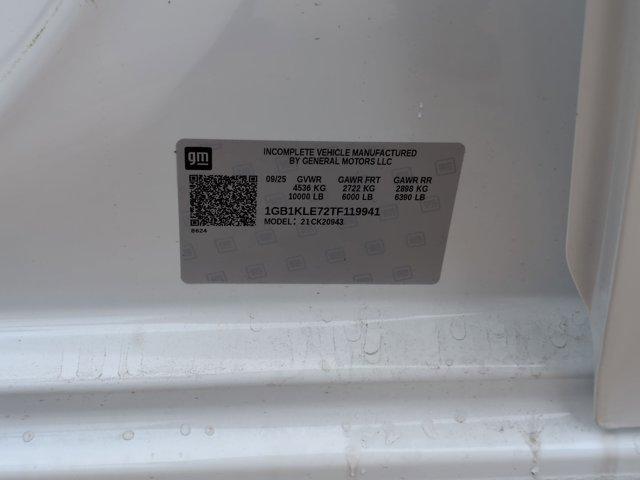 gm
INCOMPLETE VEHICLE MANUFACTURED
BY GENERAL MOTORS LLC
09/25 GVWR GAWR FRT GAWR RR
4536 KG 2722 KG 2898 KG
10000 LB 6000 LB 6390 LB
1GB1KLE72TF119941
MODEL: 21CK20943
8624